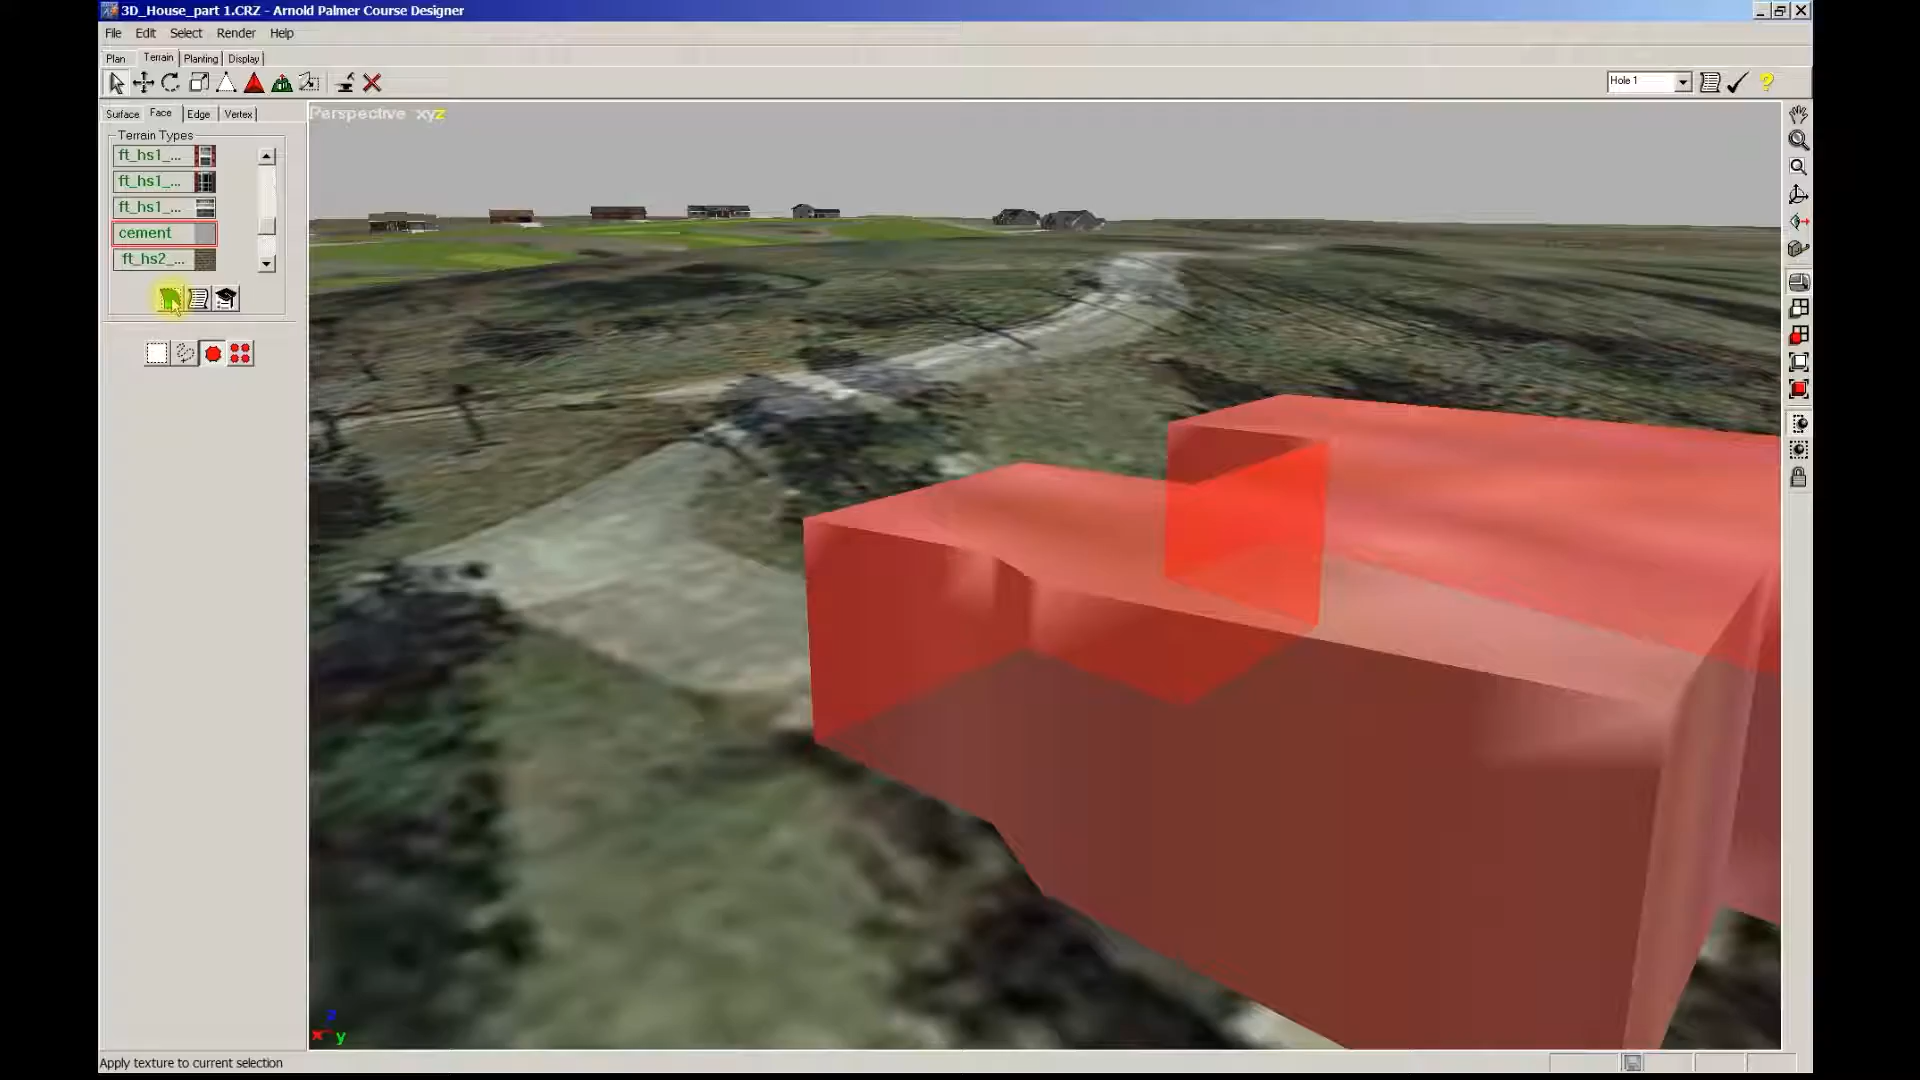 3D_House_part 1.CRZ - Arnold Palmer Course Designer
File Edit Select Render Help
Plan Terrain Planting Display
Hole 1
Surface Face Edge Vertex
Perspective xyz
Terrain Types
ft_hs1_...
ft_hs1_...
ft_hs1_...
cement
ft_hs2_...
z
x y
Apply texture to current selection